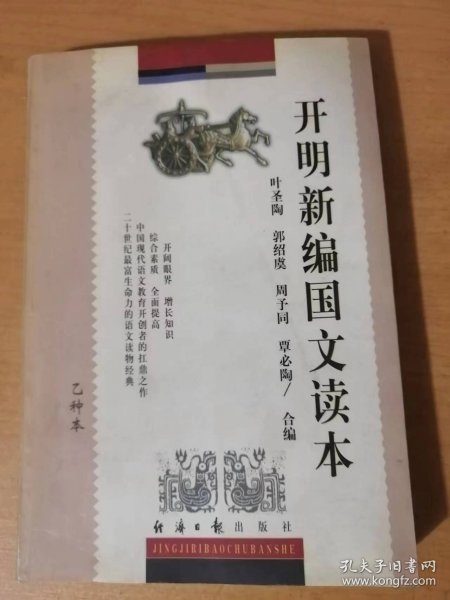 开明新编国文读本
叶圣陶 郭绍虞 周予同 覃必陶/合编
开阔眼界 增长知识
综合素质 全面提高
中国现代语文教育开创者的扛鼎之作
二十世纪最富生命力的语文读物经典
乙种本
经济日报出版社
JINGJIRIBAOCHUBANSHE
孔夫子旧书网
www.kongfz.com